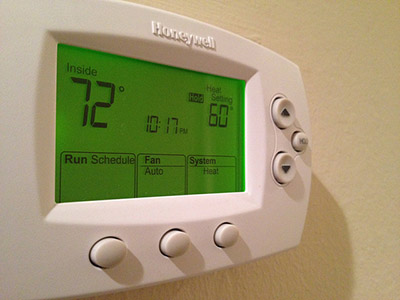 Honeywell
Inside
72°
10:17 PM
Hold
Heat
Setting
60°
Run Schedule
Fan
Auto
System
Heat